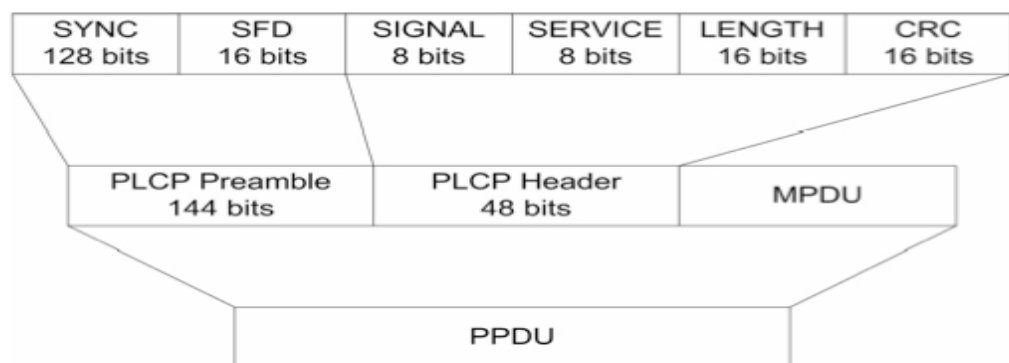 SYNC SFD SIGNAL SERVICE LENGTH CRC
128 bits 16 bits 8 bits 8 bits 16 bits 16 bits
PLCP Preamble PLCP Header MPDU
144 bits 48 bits
PPDU